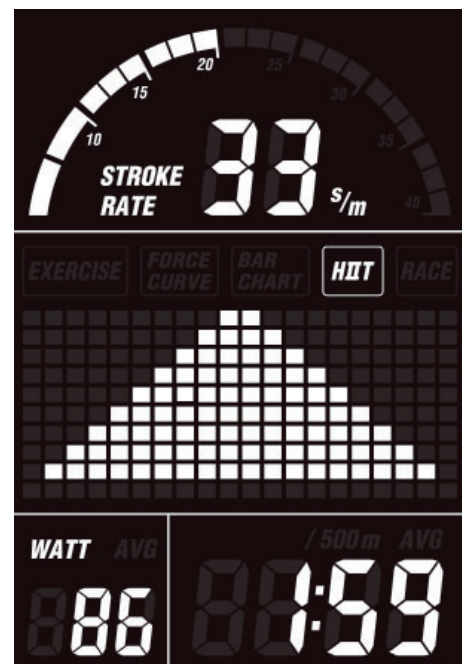 20 25
15 30
10 35
STROKE RATE 33 s/m 40
EXERCISE FORCE CURVE BAR CHART HIIT RACE
WATT AVG /500m AVG
86 1:59